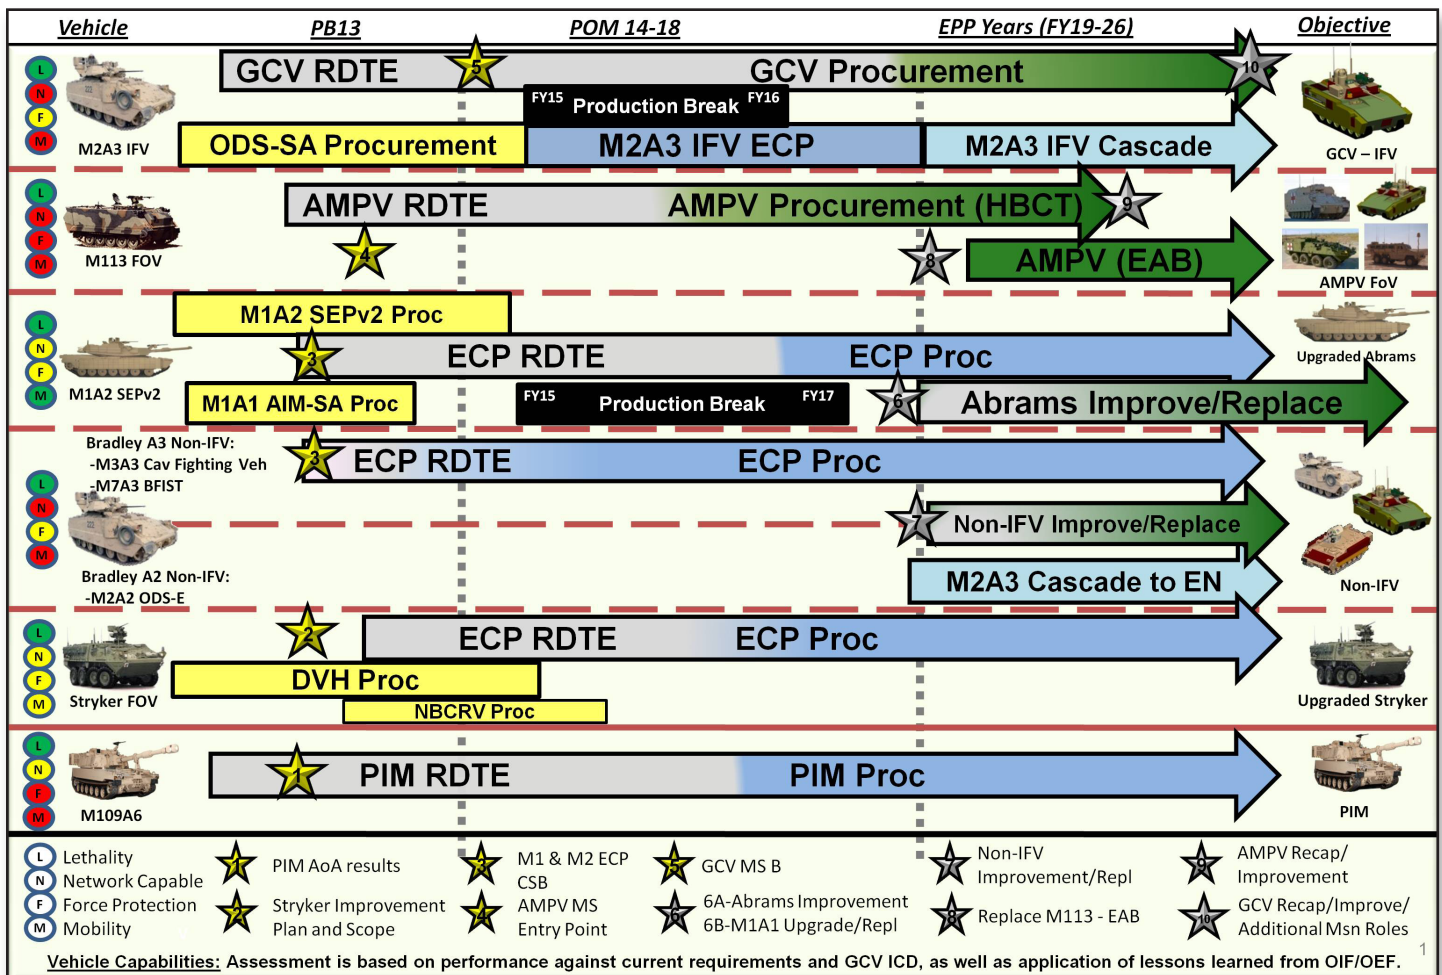 Vehicle PB13 POM 14-18 EPP Years (FY19-26) Objective
L
N
F
M
M2A3 IFV
GCV RDTE
5
GCV Procurement
10
FY15 Production Break FY16
ODS-SA Procurement
M2A3 IFV ECP
M2A3 IFV Cascade
GCV – IFV
L
N
F
M
M113 FOV
AMPV RDTE
AMPV Procurement (HBCT)
9
4
8
AMPV (EAB)
AMPV FoV
L
N
F
M
M1A2 SEPv2
M1A2 SEPv2 Proc
3
ECP RDTE
ECP Proc
Upgraded Abrams
M1A1 AIM-SA Proc
FY15 Production Break FY17
6
Abrams Improve/Replace
Bradley A3 Non-IFV:
-M3A3 Cav Fighting Veh
-M7A3 BFIST
L
N
F
M
Bradley A2 Non-IFV:
-M2A2 ODS-E
3
ECP RDTE
ECP Proc
7
Non-IFV Improve/Replace
M2A3 Cascade to EN
Non-IFV
L
N
F
M
Stryker FOV
2
ECP RDTE
ECP Proc
DVH Proc
NBCRV Proc
Upgraded Stryker
L
N
F
M
M109A6
1
PIM RDTE
PIM Proc
PIM
L Lethality
N Network Capable
F Force Protection
M Mobility
1 PIM AoA results
2 Stryker Improvement
Plan and Scope
3 M1 & M2 ECP
CSB
4 AMPV MS
Entry Point
5 GCV MS B
6 6A-Abrams Improvement
6B-M1A1 Upgrade/Repl
7 Non-IFV
Improvement/Repl
8 Replace M113 - EAB
9 AMPV Recap/
Improvement
10 GCV Recap/Improve/
Additional Msn Roles
1
Vehicle Capabilities: Assessment is based on performance against current requirements and GCV ICD, as well as application of lessons learned from OIF/OEF.